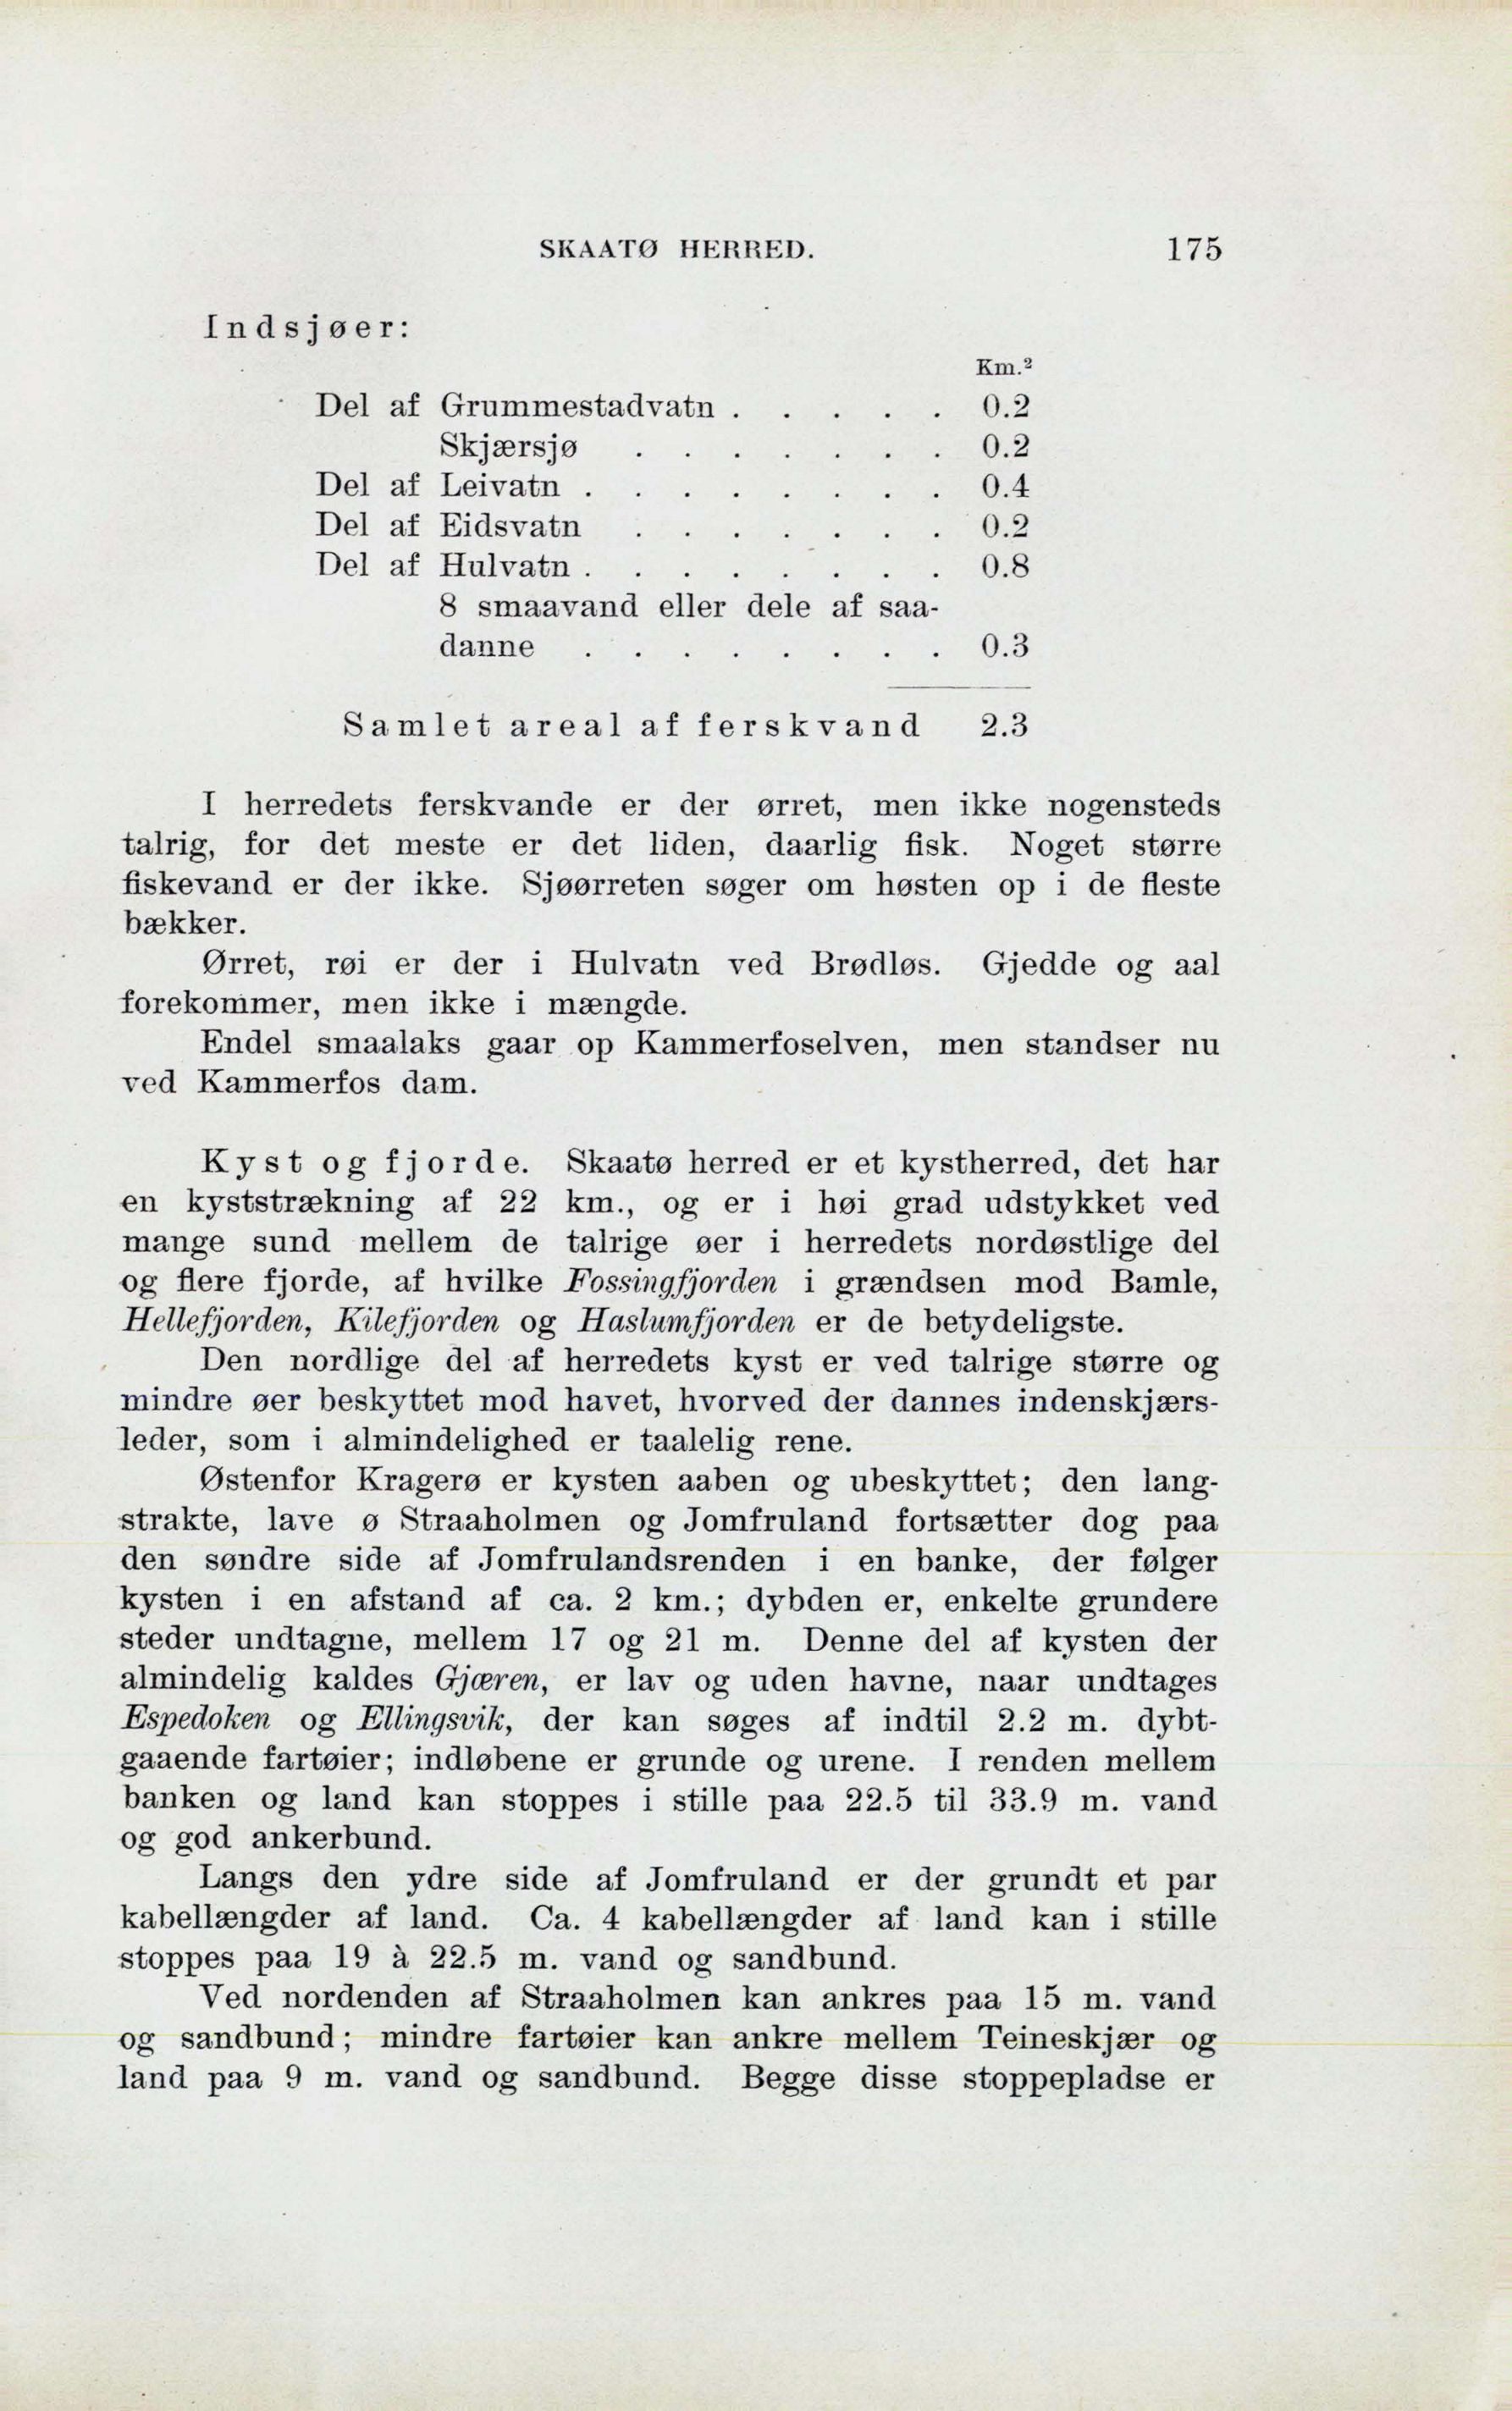 SKAATØ HERRED. 175
Indsjøer:
Km.²
Del af Grummestadvatn . . . . . 0.2
Skjærsjø . . . . . . . 0.2
Del af Leivatn . . . . . . . . 0.4
Del af Eidsvatn . . . . . . . 0.2
Del af Hulvatn . . . . . . . . 0.8
8 smaavand eller dele af saa-
danne . . . . . . . . 0.3
Samlet areal af ferskvand 2.3
I herredets ferskvande er der ørret, men ikke nogensteds
talrig, for det meste er det liden, daarlig fisk. Noget større
fiskevand er der ikke. Sjøørreten søger om høsten op i de fleste
bækker.
Ørret, røi er der i Hulvatn ved Brødløs. Gjedde og aal
forekommer, men ikke i mængde.
Endel smaalaks gaar op Kammerfoselven, men standser nu
ved Kammerfos dam.
Kyst og fjorde. Skaatø herred er et kystherred, det har
en kyststrækning af 22 km., og er i høi grad udstykket ved
mange sund mellem de talrige øer i herredets nordøstlige del
og flere fjorde, af hvilke Fossingfjorden i grændsen mod Bamle,
Hellefjorden, Kilefjorden og Haslumfjorden er de betydeligste.
Den nordlige del af herredets kyst er ved talrige større og
mindre øer beskyttet mod havet, hvorved der dannes indenskjærs-
leder, som i almindelighed er taalelig rene.
Østenfor Kragerø er kysten aaben og ubeskyttet; den lang-
strakte, lave ø Straaholmen og Jomfruland fortsætter dog paa
den søndre side af Jomfrulandsrenden i en banke, der følger
kysten i en afstand af ca. 2 km.; dybden er, enkelte grundere
steder undtagne, mellem 17 og 21 m. Denne del af kysten der
almindelig kaldes Gjæren, er lav og uden havne, naar undtages
Espedoken og Ellingsvik, der kan søges af indtil 2.2 m. dybt-
gaaende fartøier; indløbene er grunde og urene. I renden mellem
banken og land kan stoppes i stille paa 22.5 til 33.9 m. vand
og god ankerbund.
Langs den ydre side af Jomfruland er der grundt et par
kabellængder af land. Ca. 4 kabellængder af land kan i stille
stoppes paa 19 à 22.5 m. vand og sandbund.
Ved nordenden af Straaholmen kan ankres paa 15 m. vand
og sandbund; mindre fartøier kan ankre mellem Teineskjær og
land paa 9 m. vand og sandbund. Begge disse stoppepladse er